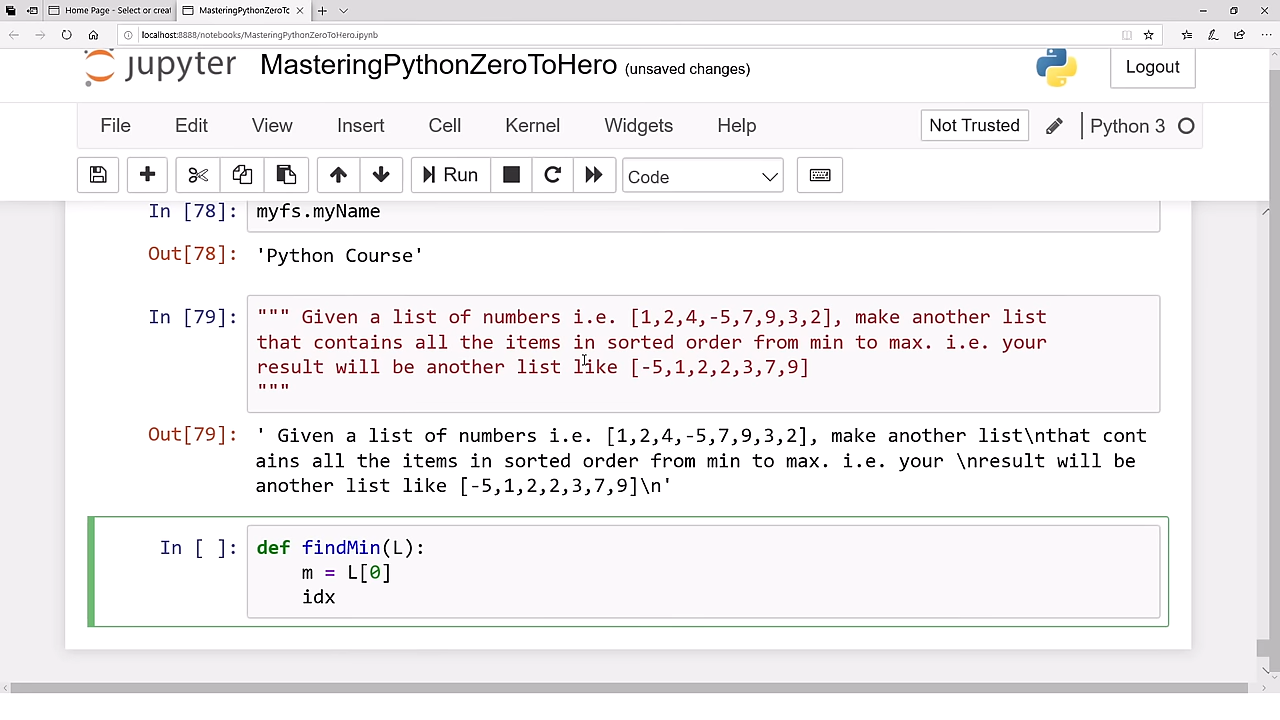 Home Page - Select or creat
MasteringPythonZeroTo
localhost:8888/notebooks/MasteringPythonZeroToHero.ipynb
jupyter MasteringPythonZeroToHero (unsaved changes)
Logout
File Edit View Insert Cell Kernel Widgets Help Not Trusted Python 3
Run Code
In [78]: myfs.myName
Out[78]: 'Python Course'
In [79]: """ Given a list of numbers i.e. [1,2,4,-5,7,9,3,2], make another list
that contains all the items in sorted order from min to max. i.e. your
result will be another list like [-5,1,2,2,3,7,9]
"""
Out[79]: ' Given a list of numbers i.e. [1,2,4,-5,7,9,3,2], make another list\nthat cont
ains all the items in sorted order from min to max. i.e. your \nresult will be
another list like [-5,1,2,2,3,7,9]\n'
In [ ]: def findMin(L):
m = L[0]
idx